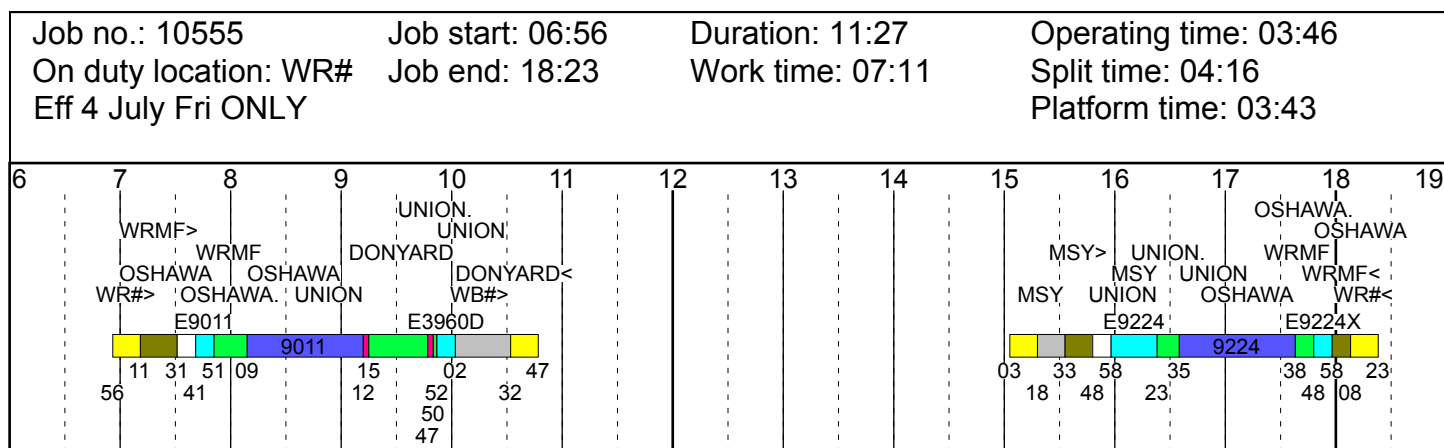 Job no.: 10555 Job start: 06:56 Duration: 11:27 Operating time: 03:46
On duty location: WR# Job end: 18:23 Work time: 07:11 Split time: 04:16
Eff 4 July Fri ONLY Platform time: 03:43
6 7 8 9 10 11 12 13 14 15 16 17 18 19
UNION. OSHAWA.
WRMF> UNION OSHAWA
WRMF DONYARD MSY> UNION. WRMF
OSHAWA OSHAWA DONYARD< MSY UNION WRMF<
WR#> OSHAWA. UNION WB#> MSY UNION OSHAWA WR#<
E9011 E3960D E9224 E9224X
9011 9224
11 31 51 09 15 52 02 47 03 33 58 35 38 58 23
56 41 12 50 32 18 48 23 48 08
47